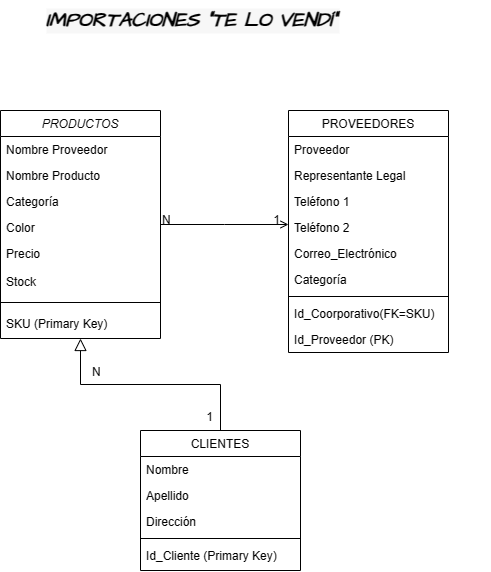 IMPORTACIONES "TE LO VENDÍ"
PRODUCTOS
Nombre Proveedor
Nombre Producto
Categoría
Color
Precio
Stock
SKU (Primary Key)
N
1
PROVEEDORES
Proveedor
Representante Legal
Teléfono 1
Teléfono 2
Correo_Electrónico
Categoría
Id_Coorporativo(FK=SKU)
Id_Proveedor (PK)
N
1
CLIENTES
Nombre
Apellido
Dirección
Id_Cliente (Primary Key)